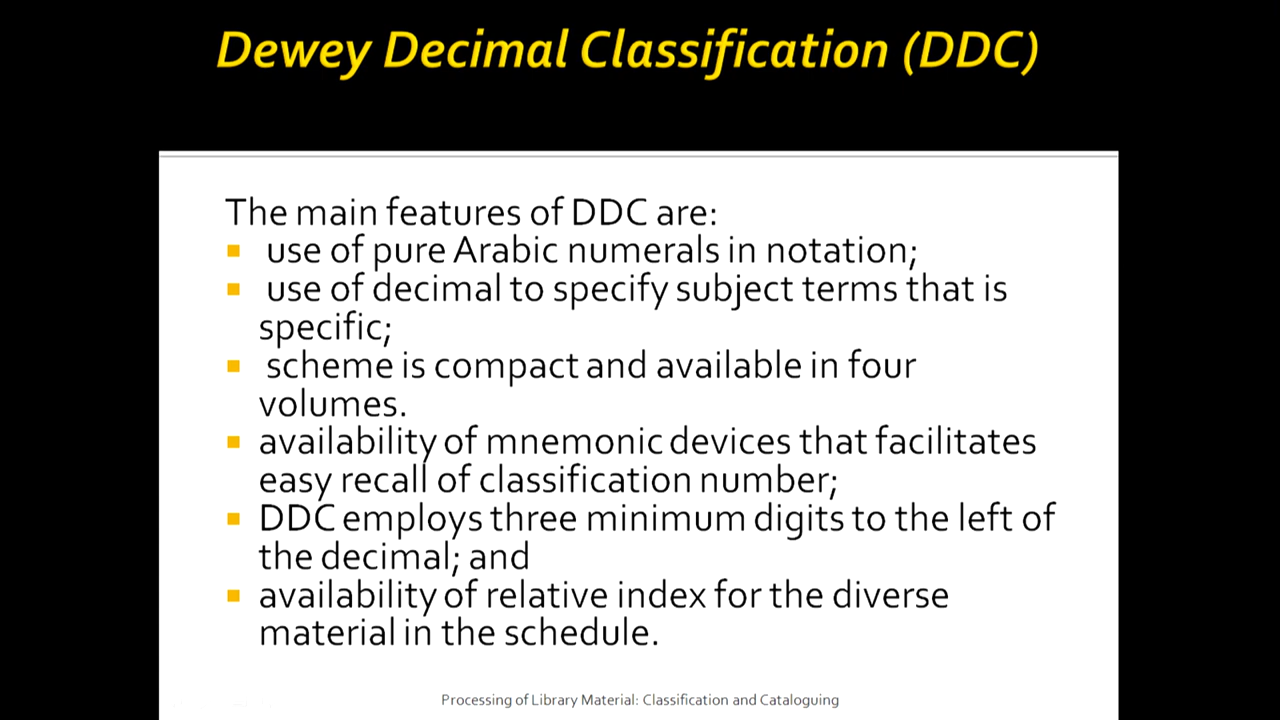 Dewey Decimal Classification (DDC)
The main features of DDC are:
use of pure Arabic numerals in notation;
use of decimal to specify subject terms that is
specific;
scheme is compact and available in four
volumes.
availability of mnemonic devices that facilitates
easy recall of classification number;
DDC employs three minimum digits to the left of
the decimal; and
availability of relative index for the diverse
material in the schedule.
Processing of Library Material: Classification and Cataloguing